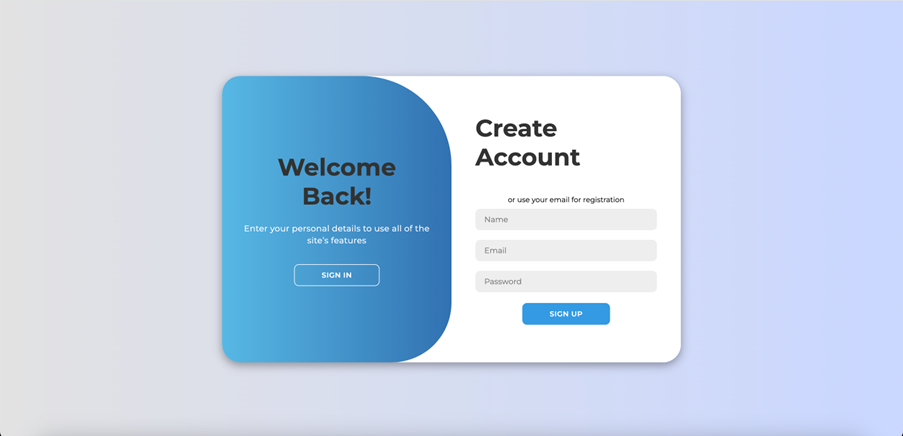 Welcome
Back!
Enter your personal details to use all of the
site's features
SIGN IN
Create
Account
or use your email for registration
Name
Email
Password
SIGN UP